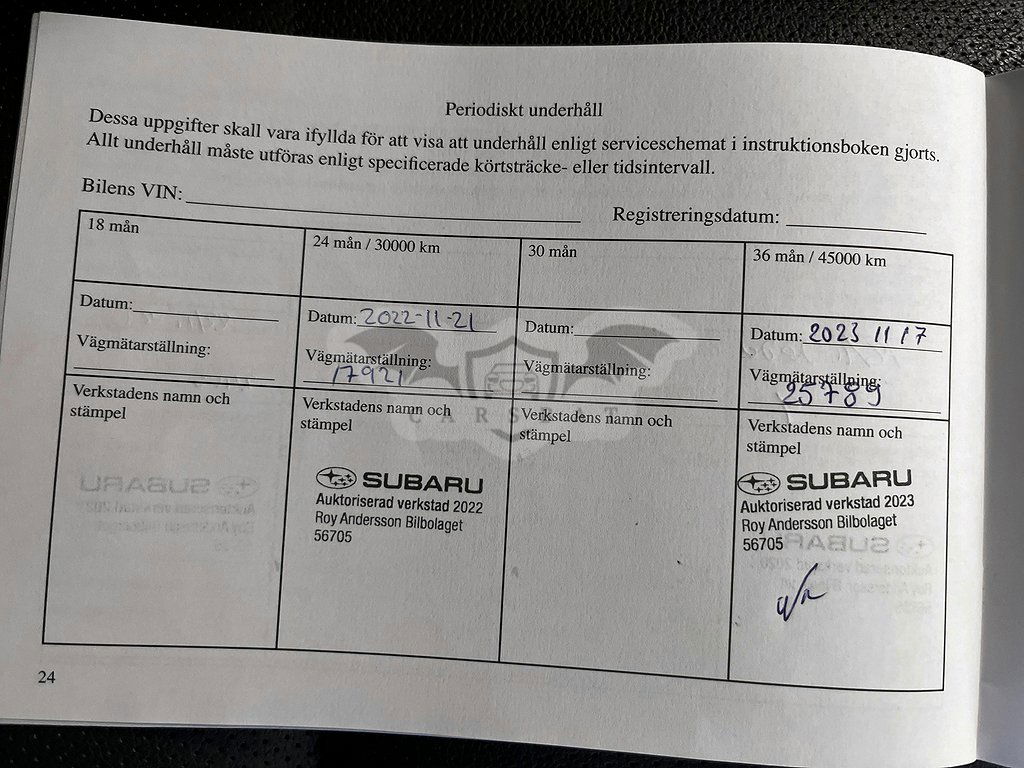 Periodiskt underhåll
Dessa uppgifter skall vara ifyllda för att visa att underhåll enligt serviceschemat i instruktionsboken gjorts.
Allt underhåll måste utföras enligt specificerade körtsträcke- eller tidsintervall.
Bilens VIN:
Registreringsdatum:
18 mån
Datum:
Vägmätarställning:
Verkstadens namn och
stämpel
24 mån / 30000 km
Datum: 2022-11-21
Vägmätarställning:
17921
Verkstadens namn och
stämpel
SUBARU
Auktoriserad verkstad 2022
Roy Andersson Bilbolaget
56705
30 mån
Datum:
Vägmätarställning:
Verkstadens namn och
stämpel
36 mån / 45000 km
Datum: 2023 11 17
Vägmätarställning:
25789
Verkstadens namn och
stämpel
SUBARU
Auktoriserad verkstad 2023
Roy Andersson Bilbolaget
56705
CARSBAT
24